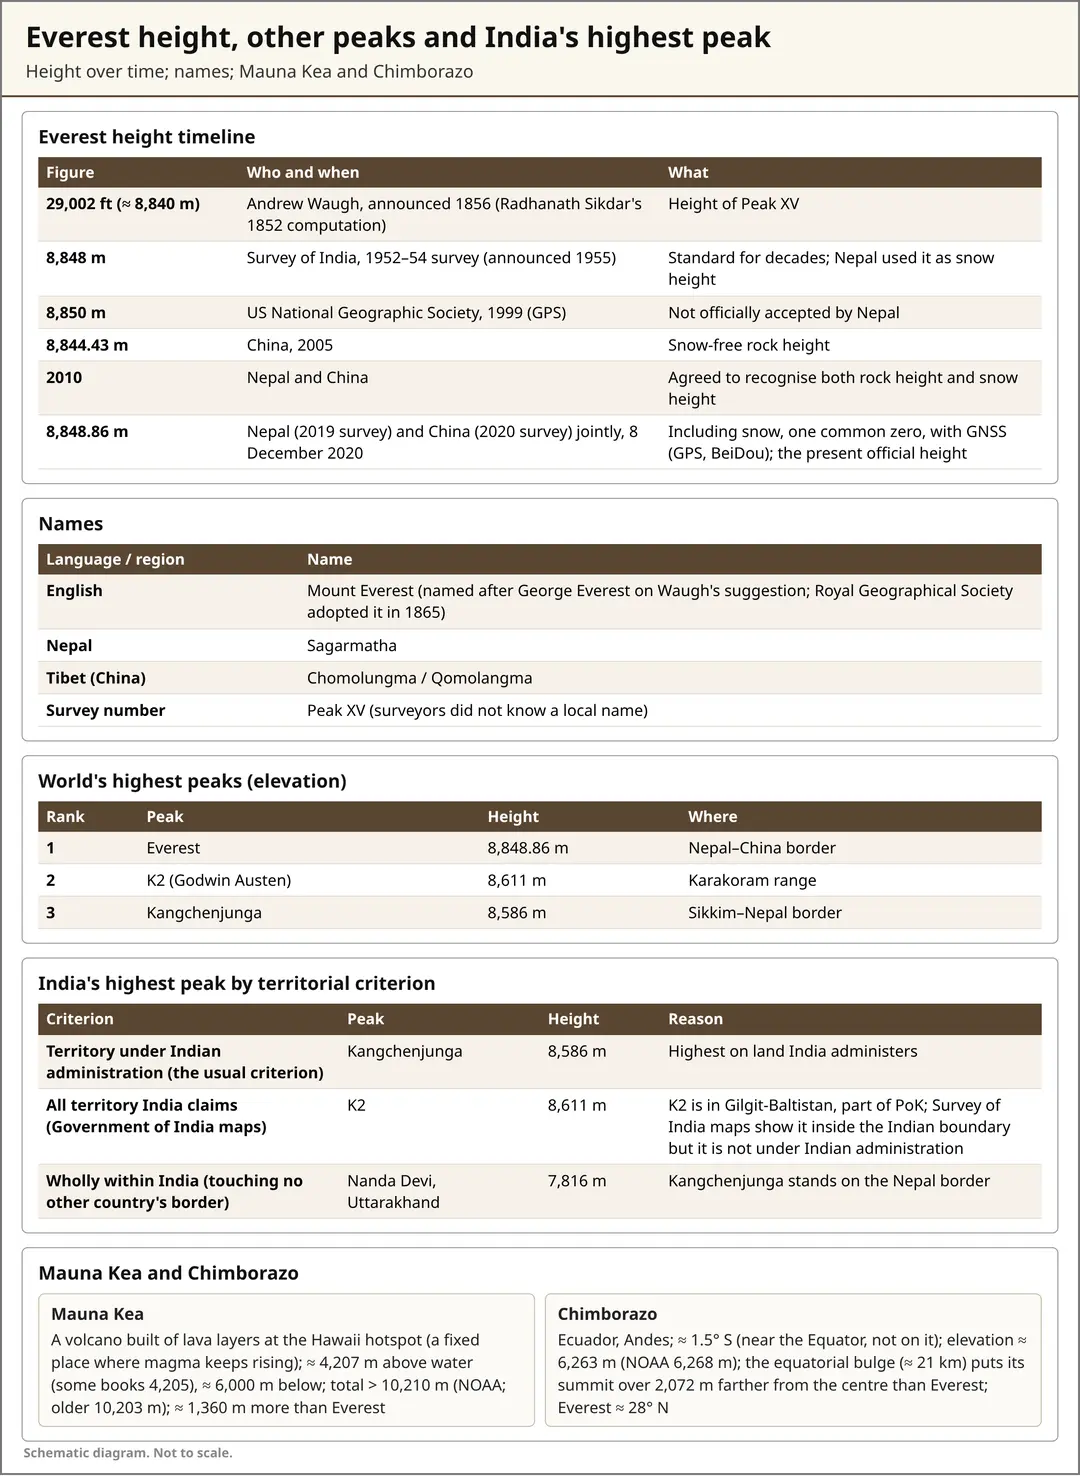 Everest height, other peaks and India's highest peak
Height over time; names; Mauna Kea and Chimborazo
Everest height timeline
Figure Who and when What
29,002 ft (≈ 8,840 m) Andrew Waugh, announced 1856 (Radhanath Sikdar's Height of Peak XV
1852 computation)
8,848 m Survey of India, 1952–54 survey (announced 1955) Standard for decades; Nepal used it as snow
height
8,850 m US National Geographic Society, 1999 (GPS) Not officially accepted by Nepal
8,844.43 m China, 2005 Snow-free rock height
2010 Nepal and China Agreed to recognise both rock height and snow
height
8,848.86 m Nepal (2019 survey) and China (2020 survey) jointly, 8 Including snow, one common zero, with GNSS
December 2020 (GPS, BeiDou); the present official height
Names
Language / region Name
English Mount Everest (named after George Everest on Waugh's suggestion; Royal Geographical Society
adopted it in 1865)
Nepal Sagarmatha
Tibet (China) Chomolungma / Qomolangma
Survey number Peak XV (surveyors did not know a local name)
World's highest peaks (elevation)
Rank Peak Height Where
1 Everest 8,848.86 m Nepal–China border
2 K2 (Godwin Austen) 8,611 m Karakoram range
3 Kangchenjunga 8,586 m Sikkim–Nepal border
India's highest peak by territorial criterion
Criterion Peak Height Reason
Territory under Indian Kangchenjunga 8,586 m Highest on land India administers
administration (the usual criterion)
All territory India claims K2 8,611 m K2 is in Gilgit-Baltistan, part of PoK; Survey of
(Government of India maps) India maps show it inside the Indian boundary
but it is not under Indian administration
Wholly within India (touching no Nanda Devi, 7,816 m Kangchenjunga stands on the Nepal border
other country's border) Uttarakhand
Mauna Kea and Chimborazo
Mauna Kea
A volcano built of lava layers at the Hawaii hotspot (a fixed
place where magma keeps rising); ≈ 4,207 m above water
(some books 4,205), ≈ 6,000 m below; total > 10,210 m (NOAA;
older 10,203 m); ≈ 1,360 m more than Everest
Chimborazo
Ecuador, Andes; ≈ 1.5° S (near the Equator, not on it); elevation ≈
6,263 m (NOAA 6,268 m); the equatorial bulge (≈ 21 km) puts its
summit over 2,072 m farther from the centre than Everest;
Everest ≈ 28° N
Schematic diagram. Not to scale.